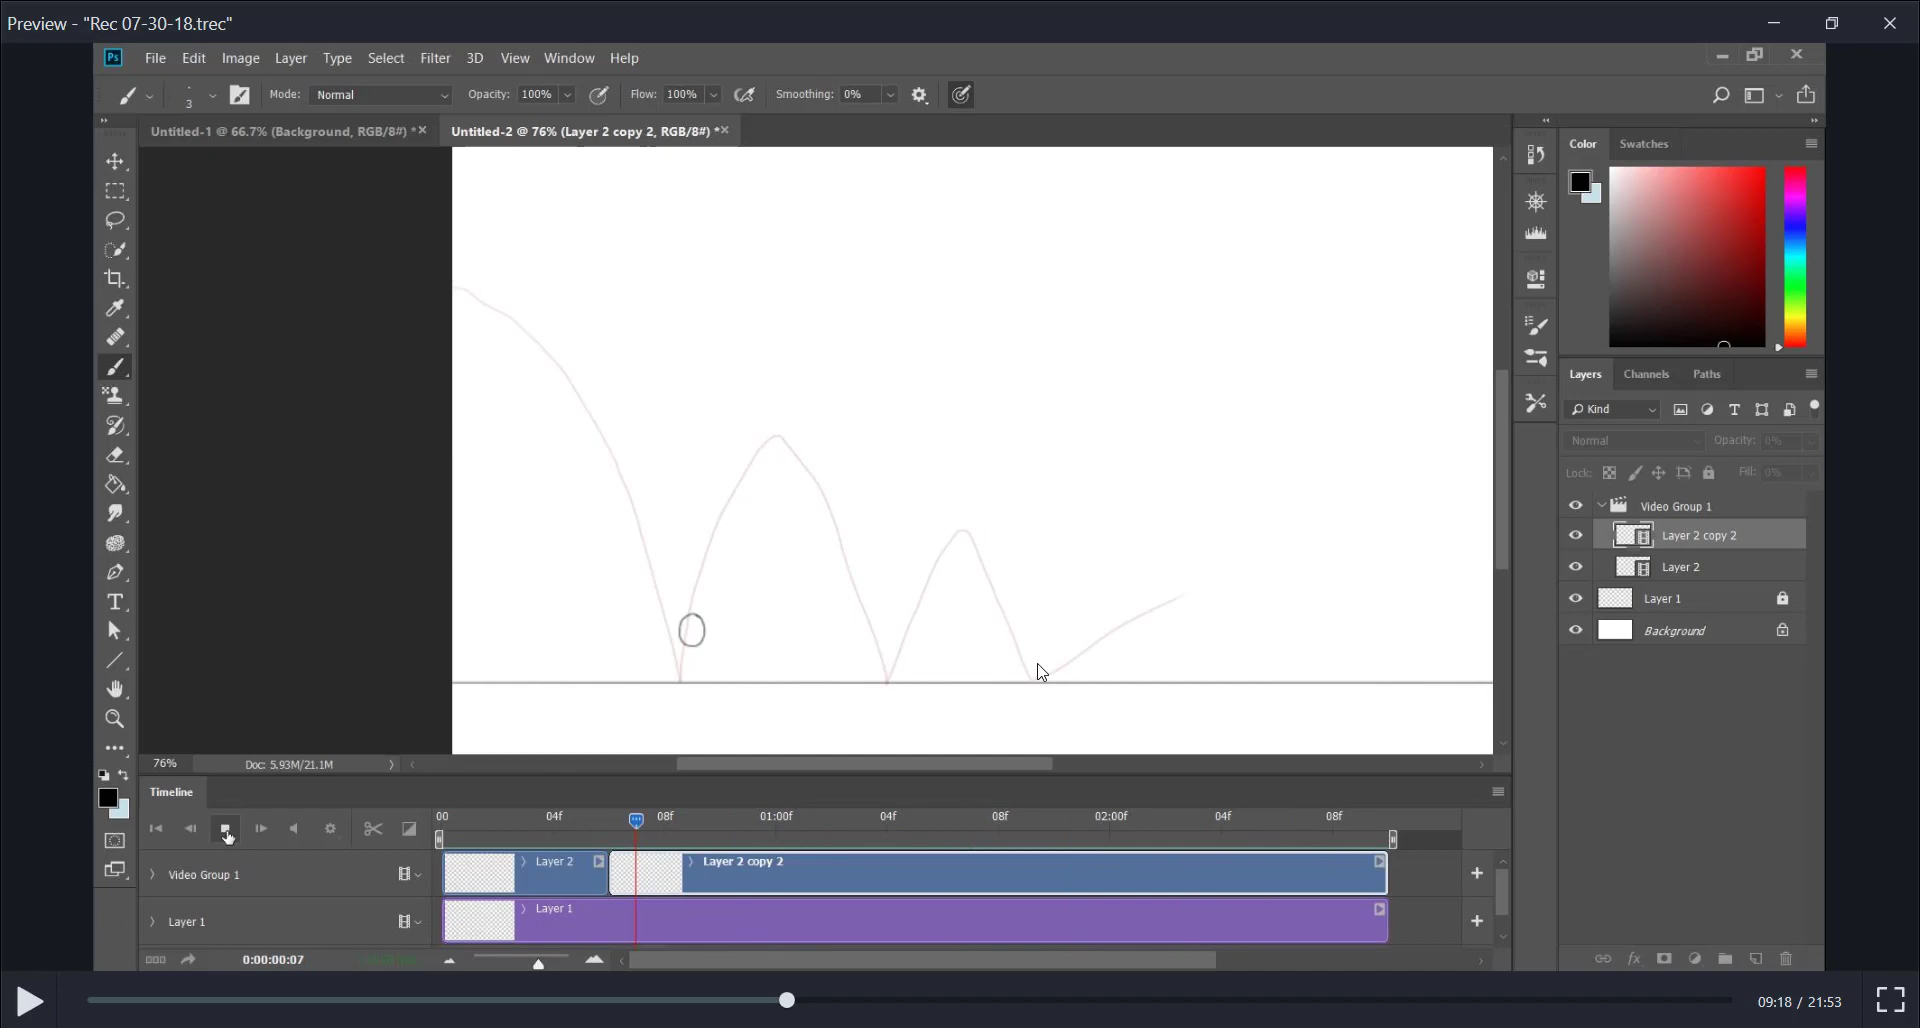 Preview - "Rec 07-30-18.trec"
Ps File Edit Image Layer Type Select Filter 3D View Window Help
3 Mode: Normal Opacity: 100% Flow: 100% Smoothing: 0%
Untitled-1 @ 66.7% (Background, RGB/8#) * Untitled-2 @ 76% (Layer 2 copy 2, RGB/8#) *
Color Swatches
Layers Channels Paths
Kind
Normal Opacity: 0%
Lock: Fill: 0%
Video Group 1
Layer 2 copy 2
Layer 2
Layer 1
Background
76% Doc: 5.93M/21.1M
Timeline
00 04f 08f 01:00f 04f 08f 02:00f 04f 08f
Video Group 1 Layer 2 Layer 2 copy 2
Layer 1 Layer 1
0:00:00:07
fx
09:18 / 21:53